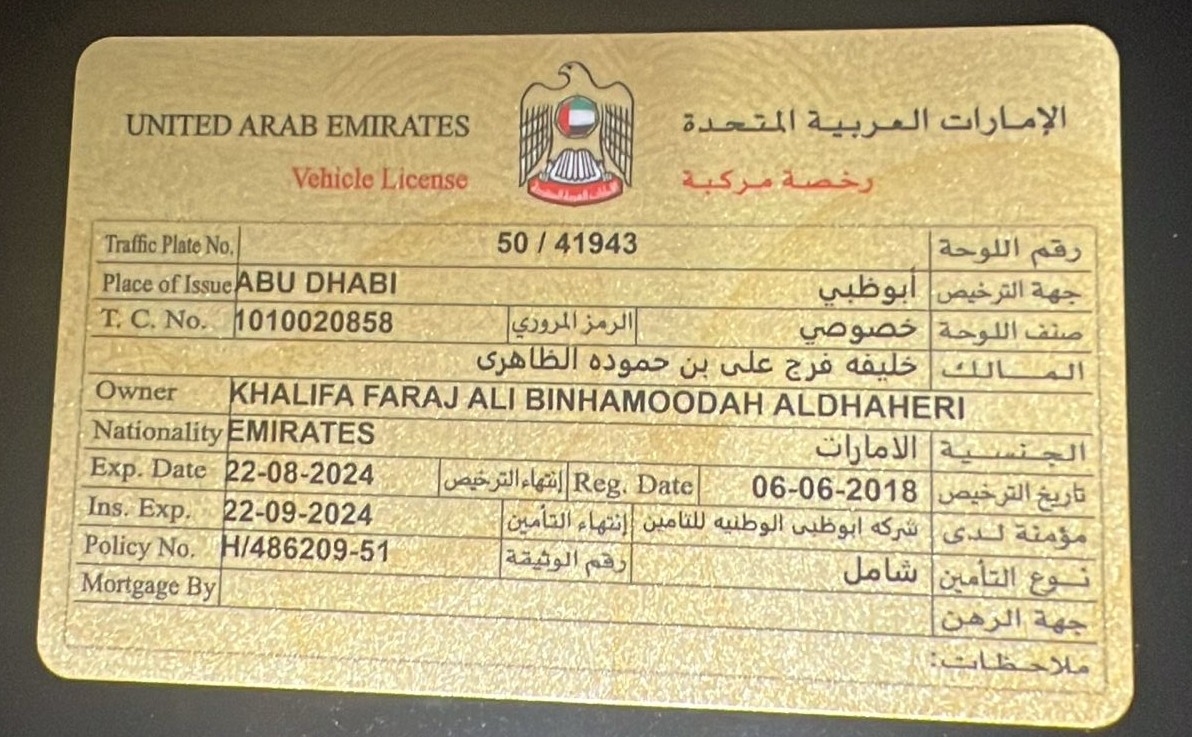 UNITED ARAB EMIRATES الإمارات العربية المتحدة
Vehicle License رخصة مركبة
Traffic Plate No. 50 / 41943 رقم اللوحة
Place of Issue ABU DHABI أبوظبي جهة الترخيص
T. C. No. 1010020858 الرمز المروري خصوصي صنف اللوحة
خليفه فرج على بن حموده الظاهرى المالك
Owner KHALIFA FARAJ ALI BINHAMOODAH ALDHAHERI
Nationality EMIRATES الامارات الجنسية
Exp. Date 22-08-2024 إنتهاء الترخيص Reg. Date 06-06-2018 تاريخ الترخيص
Ins. Exp. 22-09-2024 إنتهاء التأمين شركه ابوظبى الوطنيه للتامين مؤمنة لدى
Policy No. H/486209-51 رقم الوثيقة شامل نوع التأمين
Mortgage By جهة الرهن
ملاحظات: